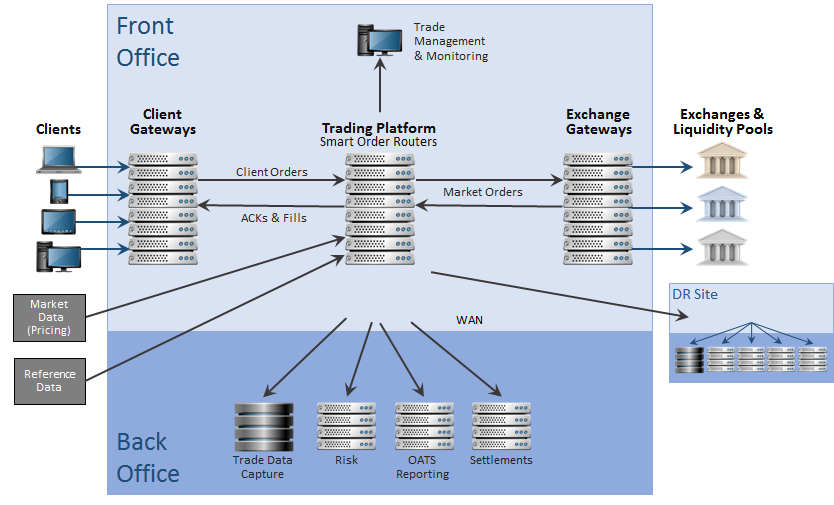 Front
Office
Trade
Management
& Monitoring
Clients
Client
Gateways
Trading Platform
Smart Order Routers
Exchange
Gateways
Exchanges &
Liquidity Pools
Client Orders
Market Orders
ACKs & Fills
Market
Data
(Pricing)
Reference
Data
WAN
DR Site
Back
Office
Trade Data
Capture
Risk
OATS
Reporting
Settlements